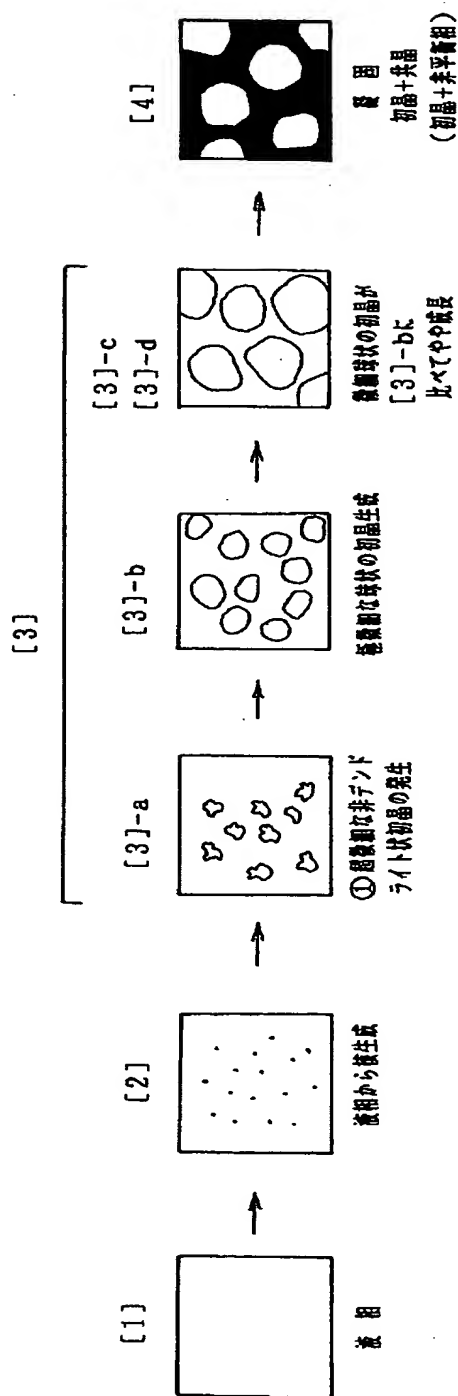 [3]
[1]
[2]
[3]-a
[3]-b
[3]-c
[3]-d
[4]
液相
液相から核生成
①超微細な非デンド
ライト状初晶の発生
極微細な球状の初晶生成
微細球状の初晶が
[3]-bに
比べてやや成長
凝固
初晶+共晶
(初晶+非平衡相)